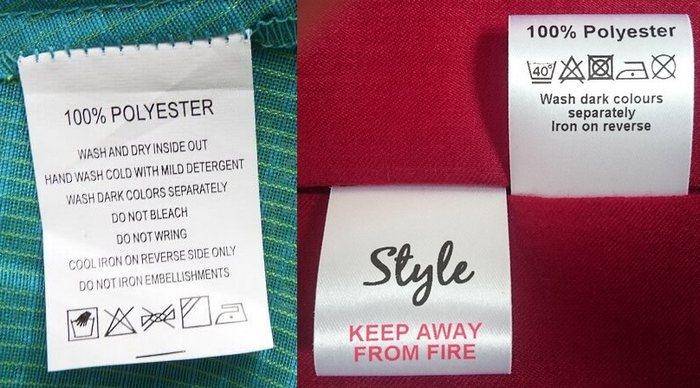 100% POLYESTER
WASH AND DRY INSIDE OUT
HAND WASH COLD WITH MILD DETERGENT
WASH DARK COLORS SEPARATELY
DO NOT BLEACH
DO NOT WRING
COOL IRON ON REVERSE SIDE ONLY
DO NOT IRON EMBELLISHMENTS
100% Polyester
40°
Wash dark colours
separately
Iron on reverse
Style
KEEP AWAY
FROM FIRE